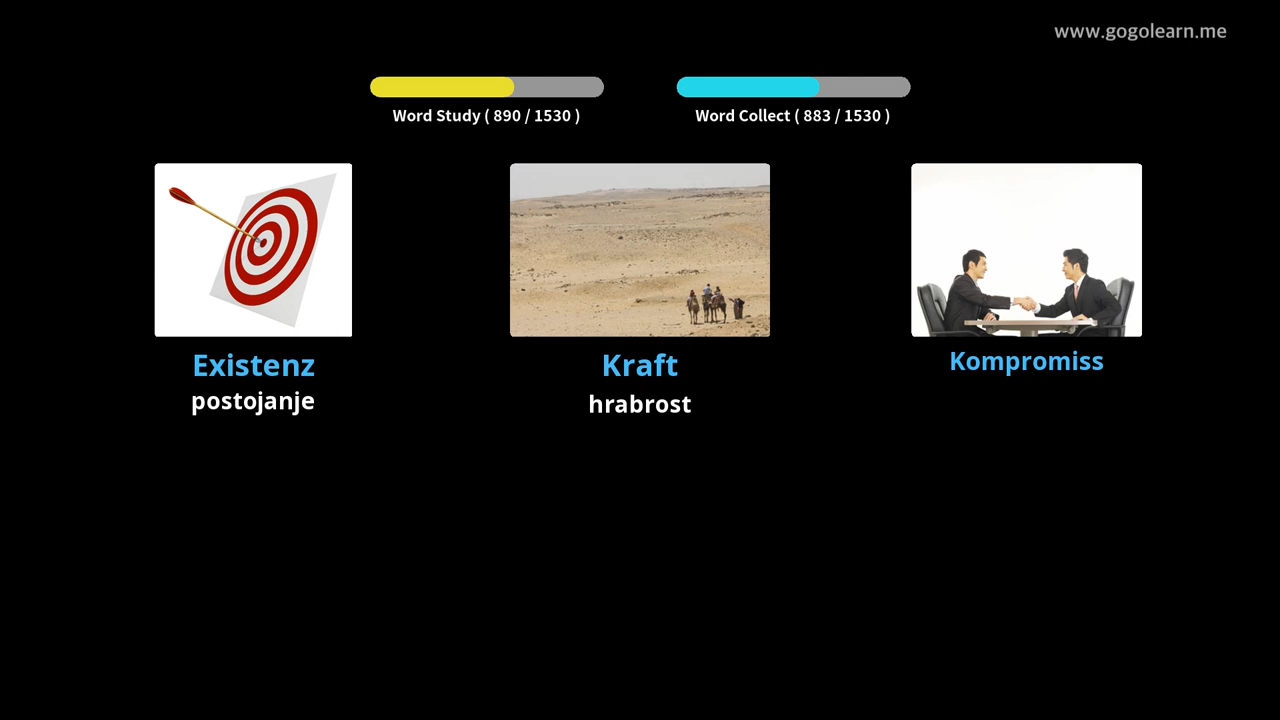 www.gogolearn.me
Word Study ( 890 / 1530 )
Word Collect ( 883 / 1530 )
Existenz
postojanje
Kraft
hrabrost
Kompromiss